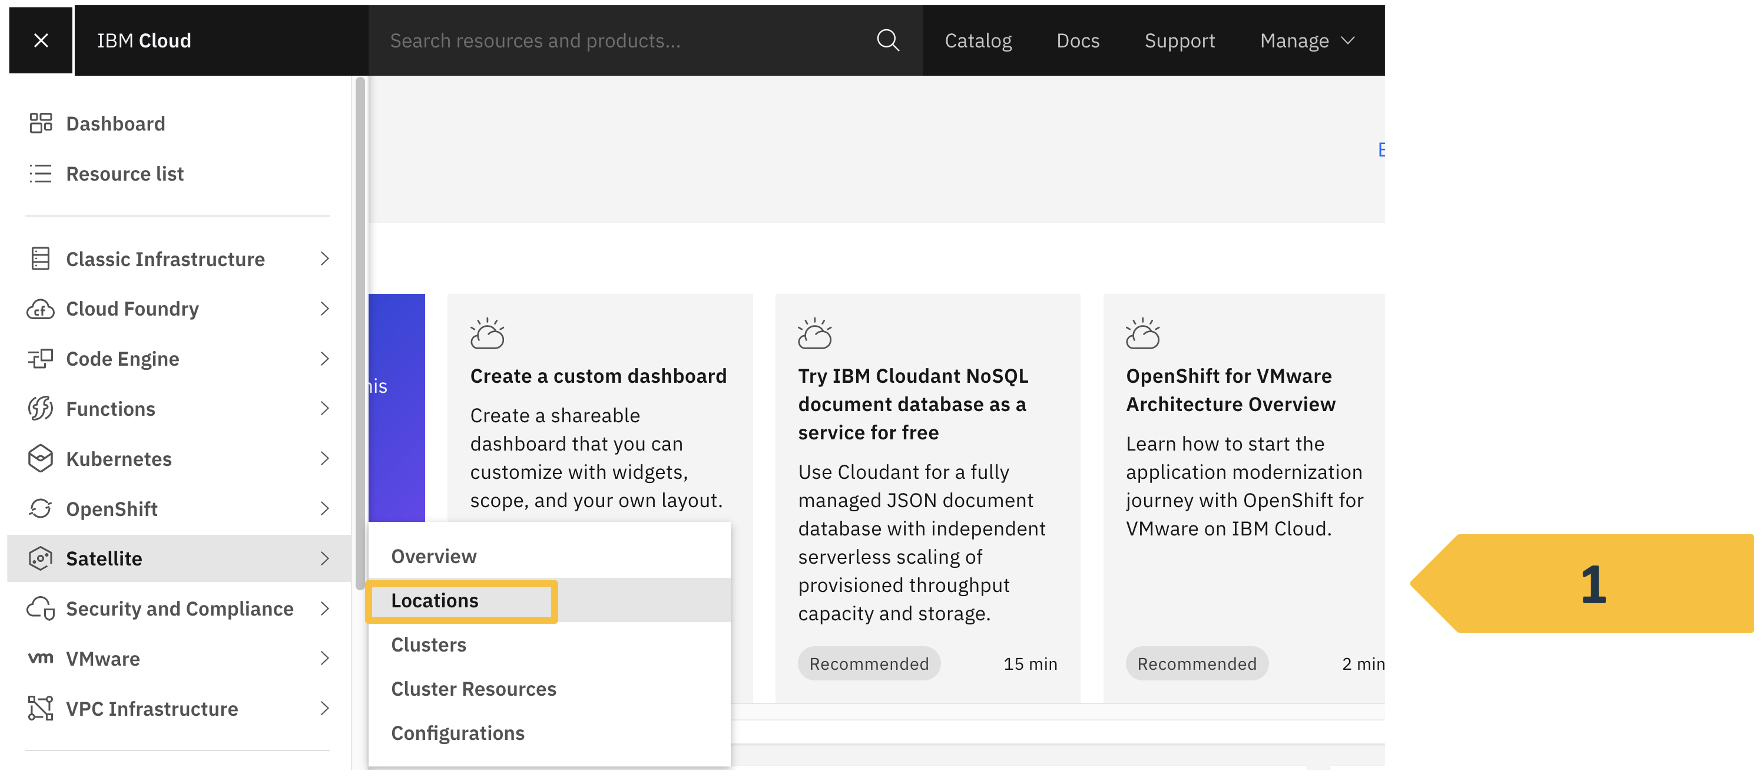 IBM Cloud
Search resources and products...
Catalog
Docs
Support
Manage
Dashboard
Resource list
Classic Infrastructure
Cloud Foundry
Code Engine
Functions
Kubernetes
OpenShift
Satellite
Security and Compliance
vm VMware
VPC Infrastructure
cf
Overview
Locations
Clusters
Cluster Resources
Configurations
Create a custom dashboard
Create a shareable
dashboard that you can
customize with widgets,
scope, and your own layout.
Try IBM Cloudant NoSQL
document database as a
service for free
Use Cloudant for a fully
managed JSON document
database with independent
serverless scaling of
provisioned throughput
capacity and storage.
Recommended
15 min
OpenShift for VMware
Architecture Overview
Learn how to start the
application modernization
journey with OpenShift for
VMware on IBM Cloud.
Recommended
2 min
1